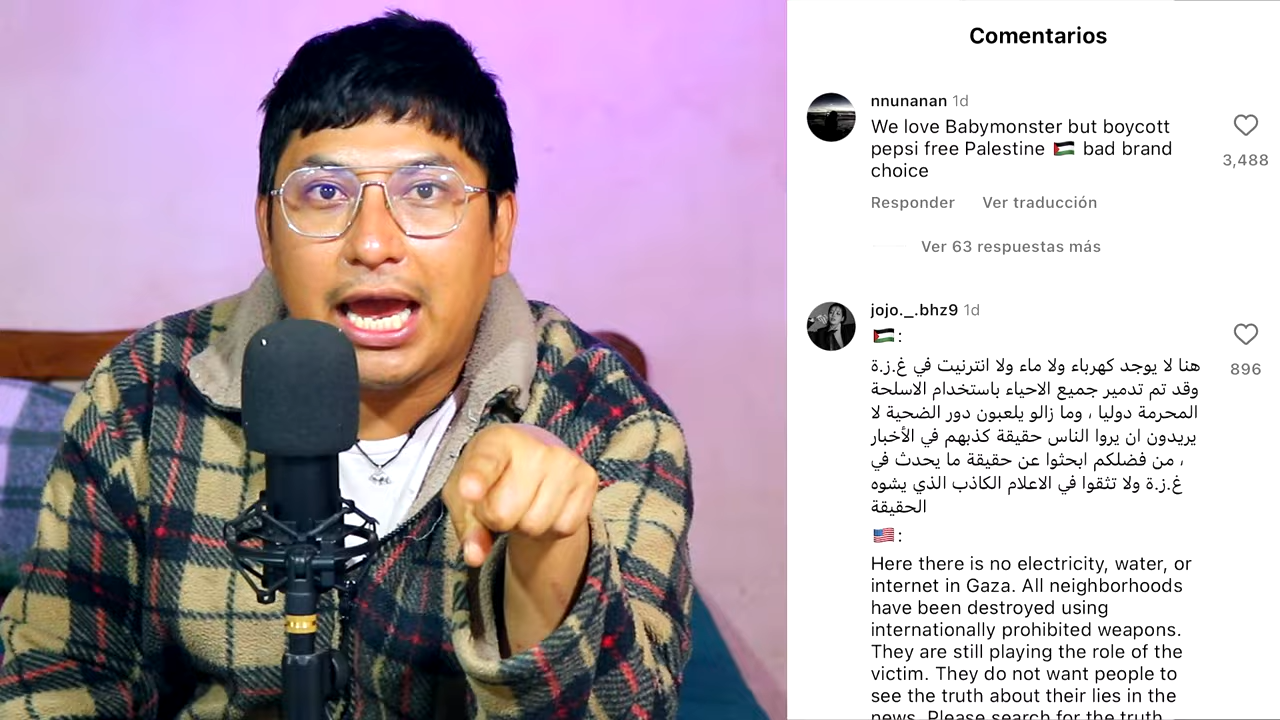 Comentarios
nnunanan 1d
We love Babymonster but boycott
pepsi free Palestine 🇵🇸 bad brand
choice
3,488
Responder Ver traducción
Ver 63 respuestas más
jojo._.bhz9 1d
🇵🇸 :
هنا لا يوجد كهرباء ولا ماء ولا انترنيت في غ.ز.ة
وقد تم تدمير جميع الاحياء باستخدام الاسلحة
المحرمة دوليا ، وما زالو يلعبون دور الضحية لا
يريدون ان يروا الناس حقيقة كذبهم في الأخبار
، من فضلكم ابحثوا عن حقيقة ما يحدث في
غ.ز.ة ولا تثقوا في الاعلام الكاذب الذي يشوه
الحقيقة
896
🇺🇸 :
Here there is no electricity, water, or
internet in Gaza. All neighborhoods
have been destroyed using
internationally prohibited weapons.
They are still playing the role of the
victim. They do not want people to
see the truth about their lies in the
news. Please search for the truth